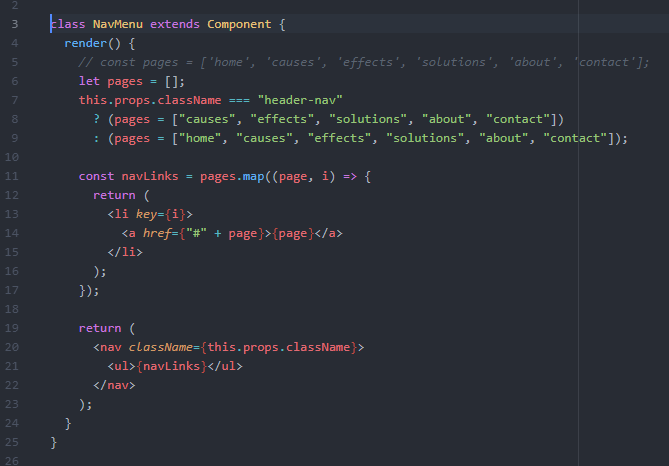 2
3 class NavMenu extends Component {
4   render() {
5     // const pages = ['home', 'causes', 'effects', 'solutions', 'about', 'contact'];
6     let pages = [];
7     this.props.className === "header-nav"
8       ? (pages = ["causes", "effects", "solutions", "about", "contact"])
9       : (pages = ["home", "causes", "effects", "solutions", "about", "contact"]);
10
11     const navLinks = pages.map((page, i) => {
12       return (
13         <li key={i}>
14           <a href={"#" + page}>{page}</a>
15         </li>
16       );
17     });
18
19     return (
20       <nav className={this.props.className}>
21         <ul>{navLinks}</ul>
22       </nav>
23     );
24   }
25 }
26